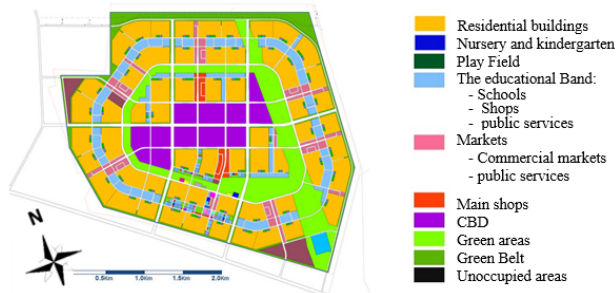 Residential buildings
Nursery and kindergarten
Play Field
The educational Band:
- Schools
- Shops
- public services
Markets
- Commercial markets
- public services
Main shops
CBD
Green areas
Green Belt
Unoccupied areas
N
0.5Km 1.0Km 1.5Km 2.0Km